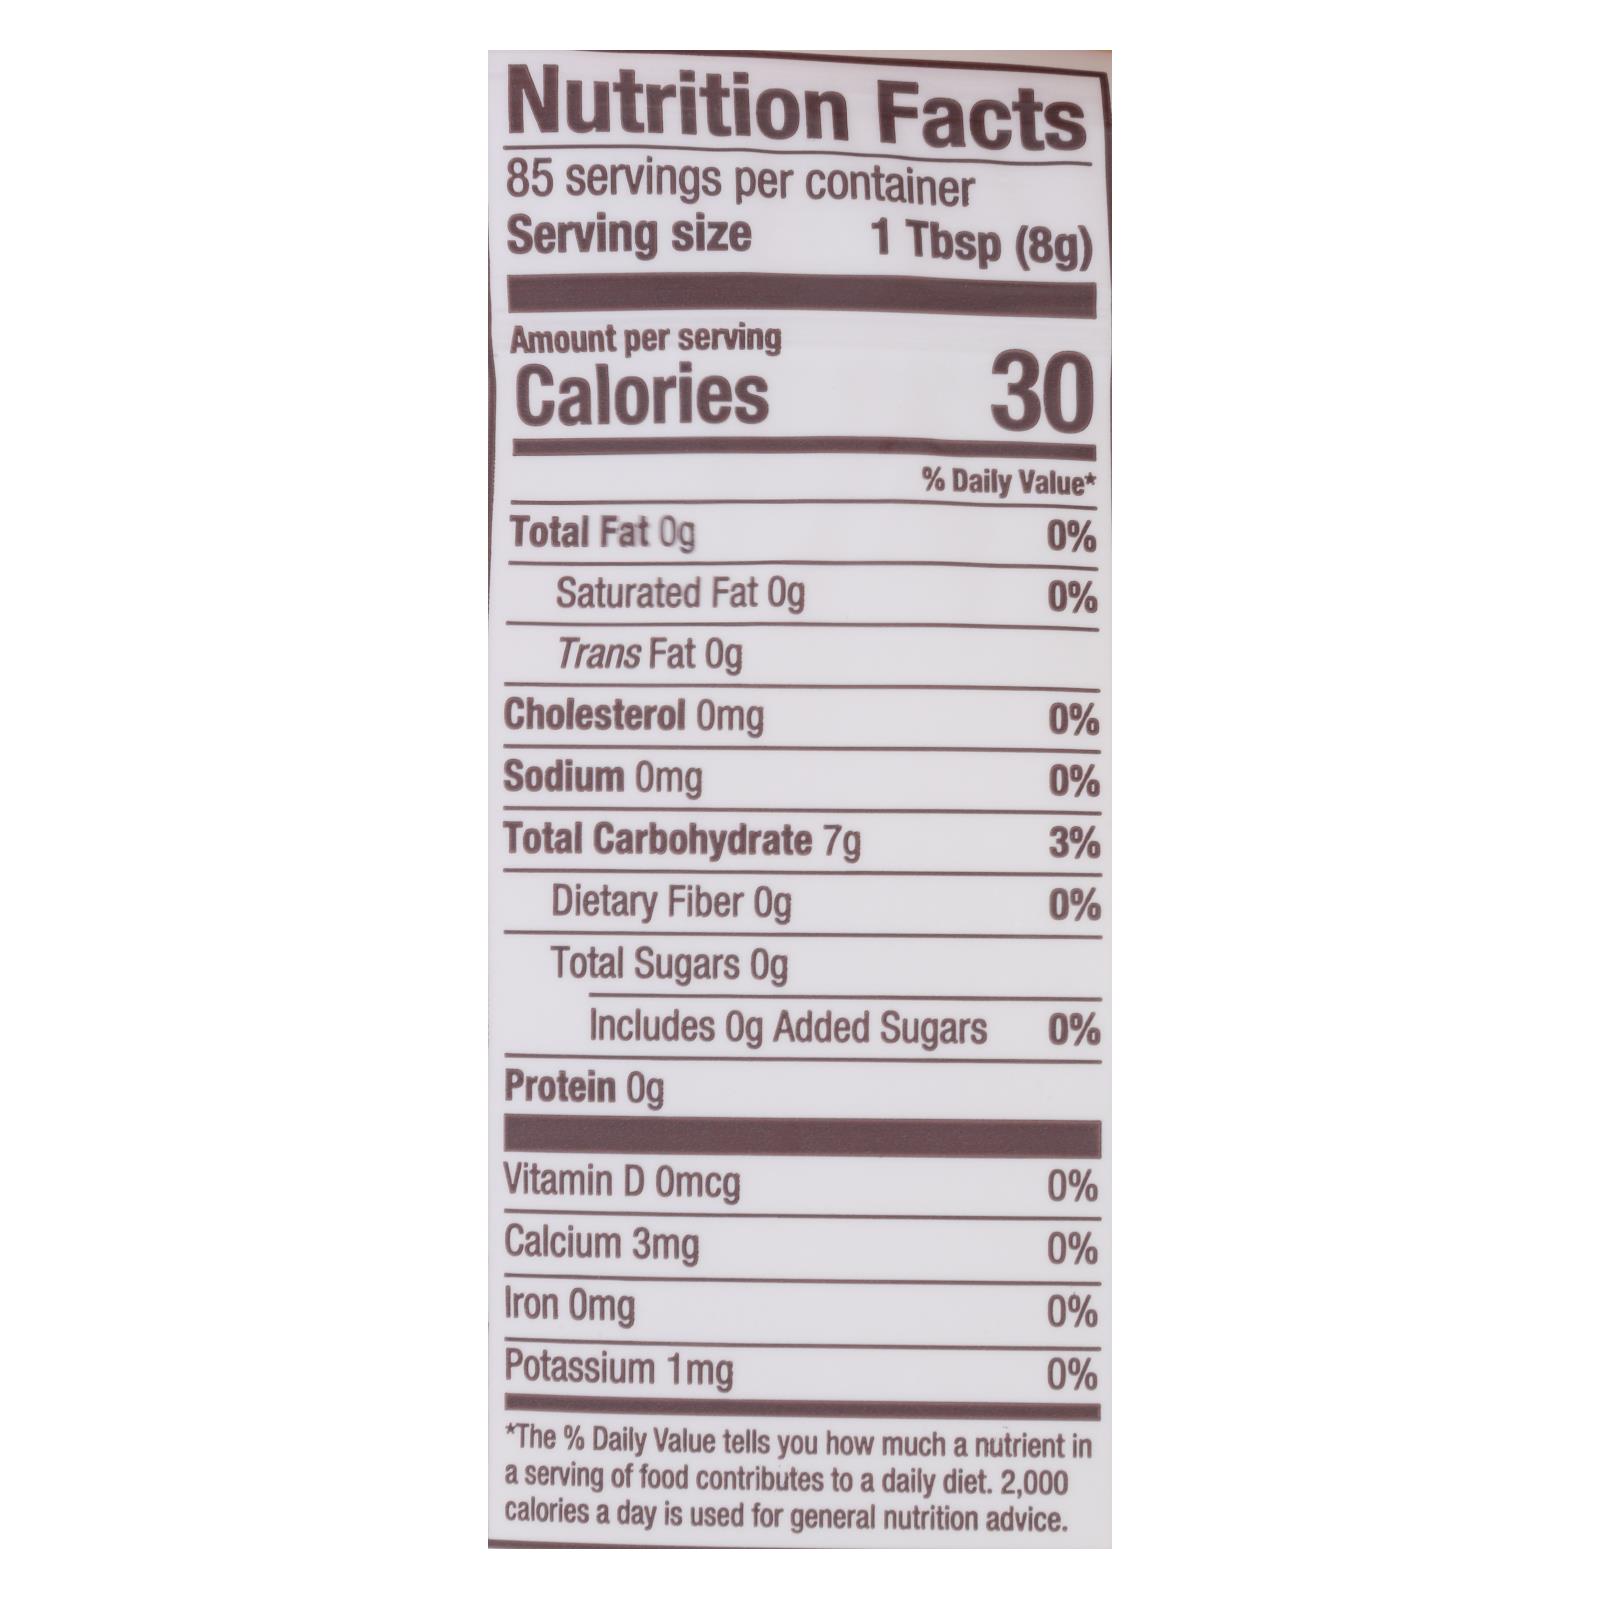 Nutrition Facts
85 servings per container
Serving size 1 Tbsp (8g)
Amount per serving
Calories 30
% Daily Value*
Total Fat 0g 0%
Saturated Fat 0g 0%
Trans Fat 0g
Cholesterol 0mg 0%
Sodium 0mg 0%
Total Carbohydrate 7g 3%
Dietary Fiber 0g 0%
Total Sugars 0g
Includes 0g Added Sugars 0%
Protein 0g
Vitamin D 0mcg 0%
Calcium 3mg 0%
Iron 0mg 0%
Potassium 1mg 0%
*The % Daily Value tells you how much a nutrient in
a serving of food contributes to a daily diet. 2,000
calories a day is used for general nutrition advice.